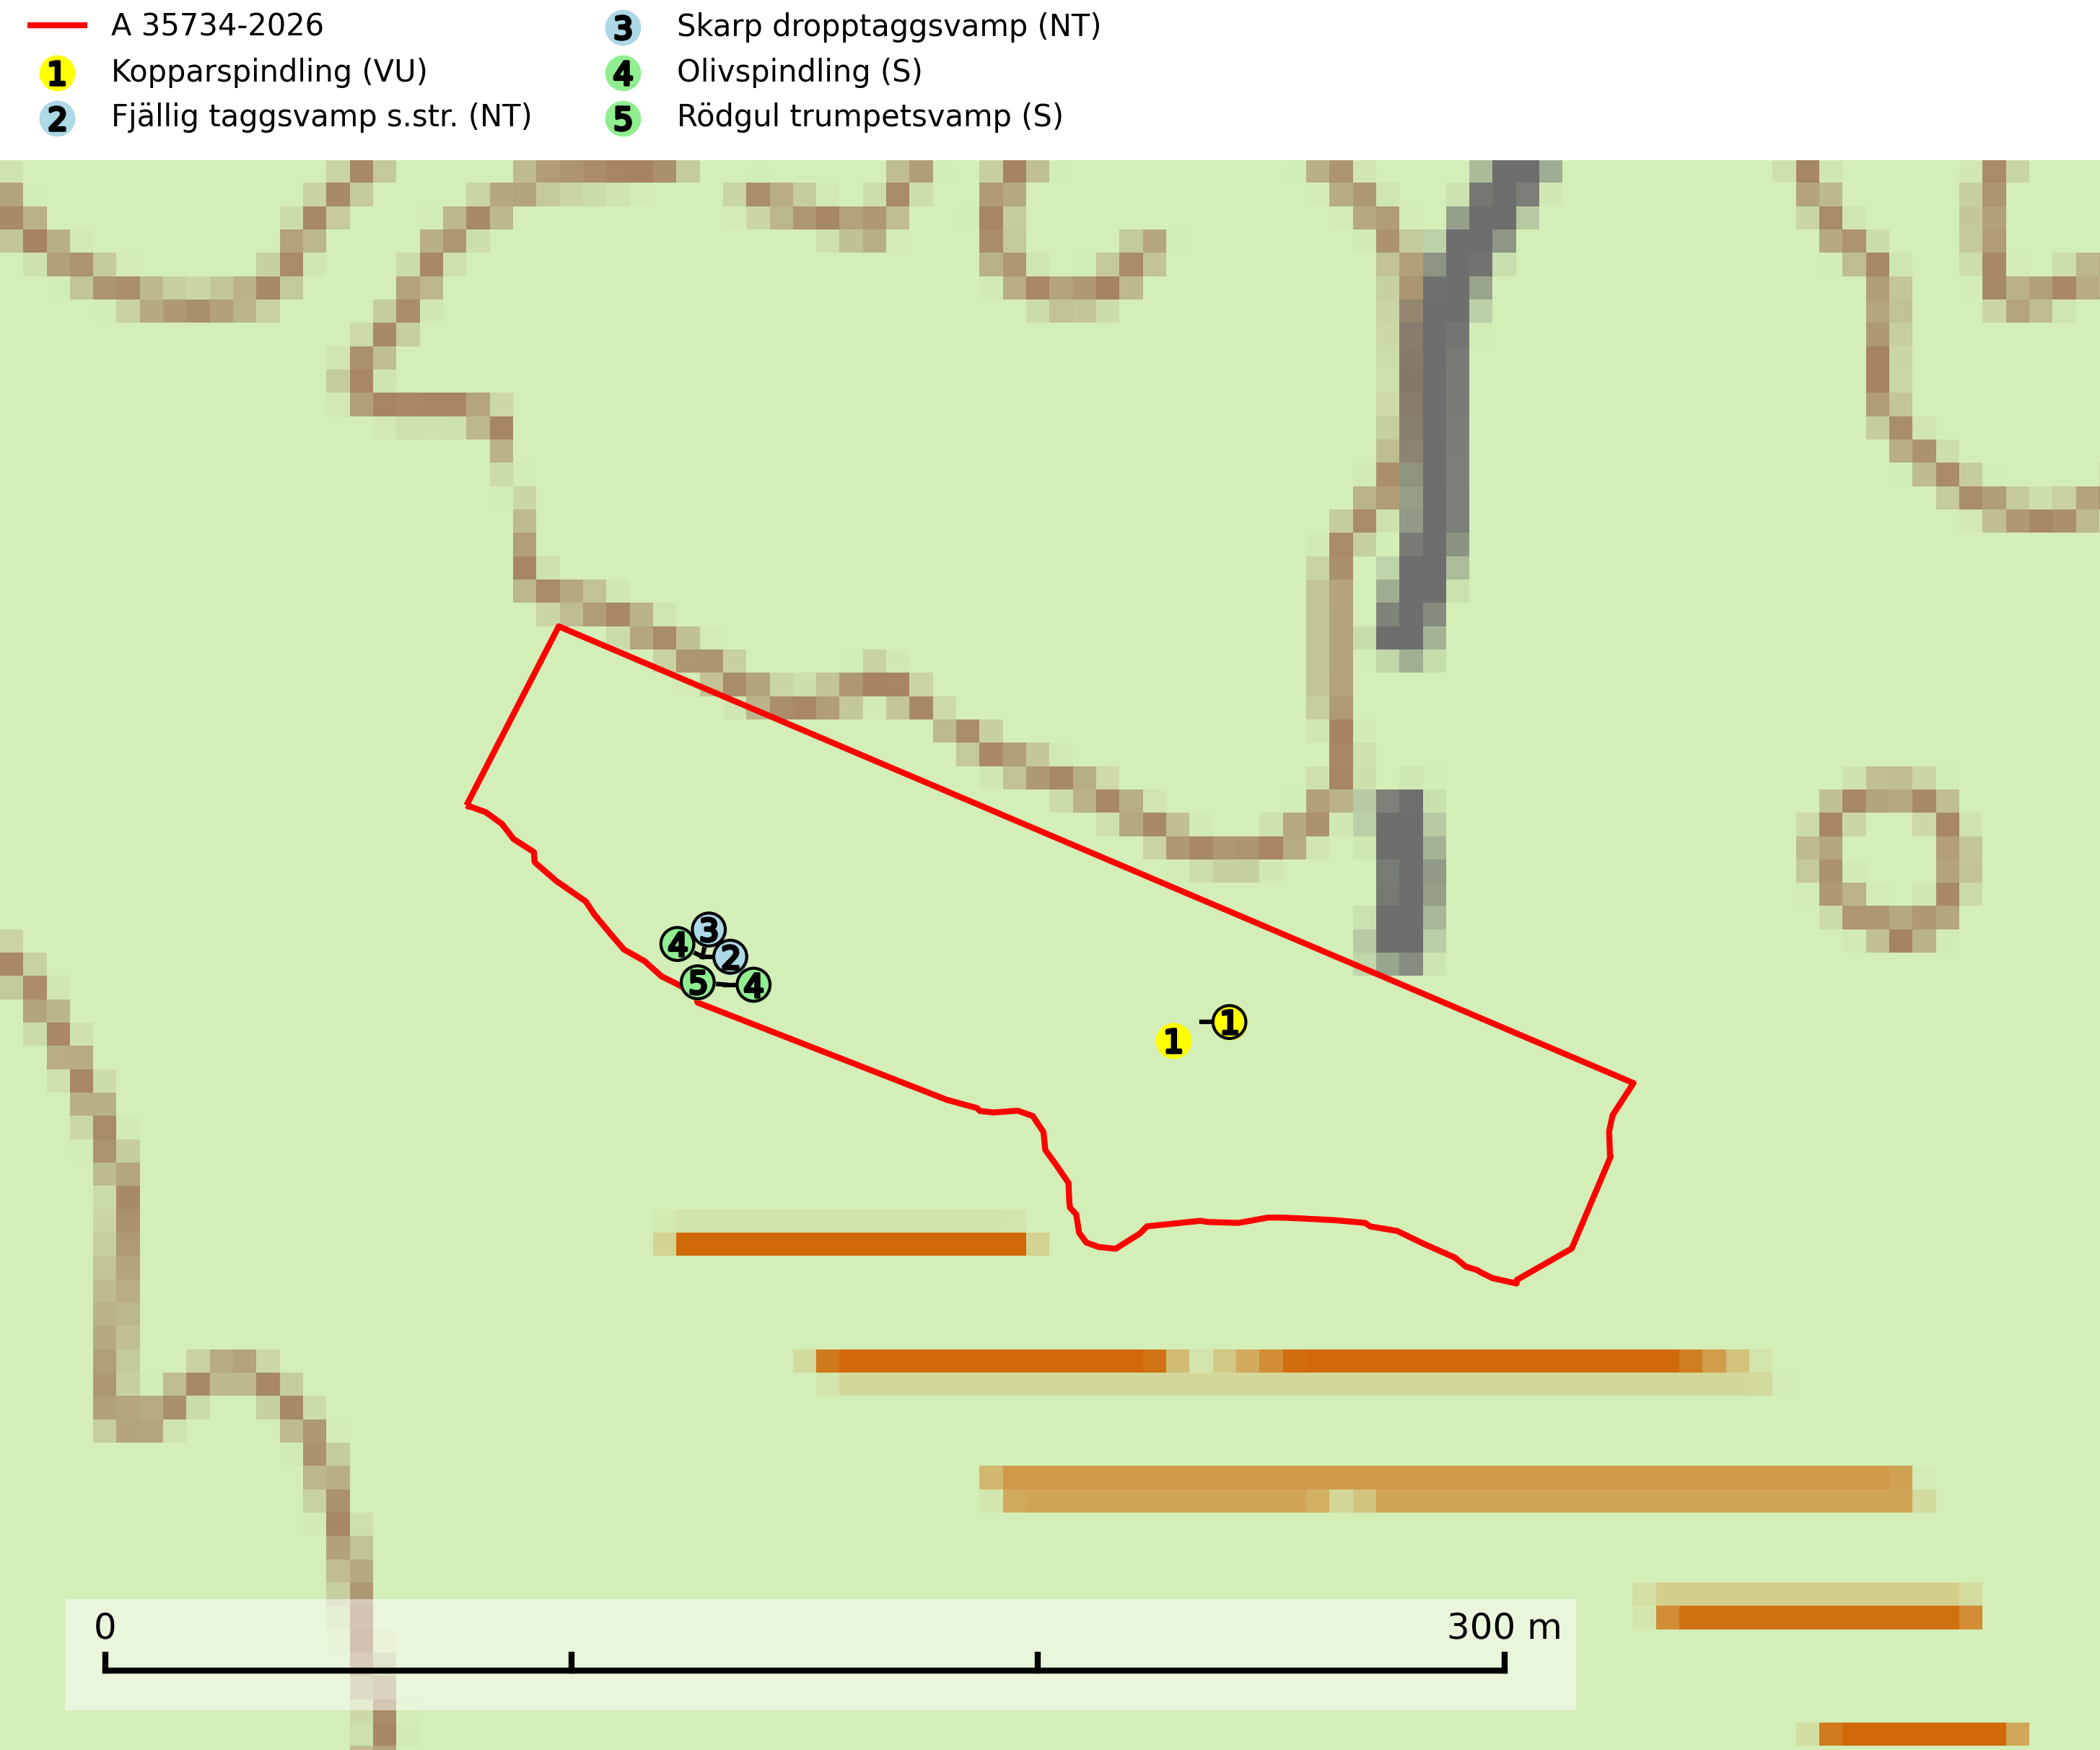 A 35734-2026
1 Kopparspindling (VU)
2 Fjällig taggsvamp s.str. (NT)
3 Skarp dropptaggsvamp (NT)
4 Olivspindling (S)
5 Rödgul trumpetsvamp (S)
3
4
2
5
4
1
1
0
300 m